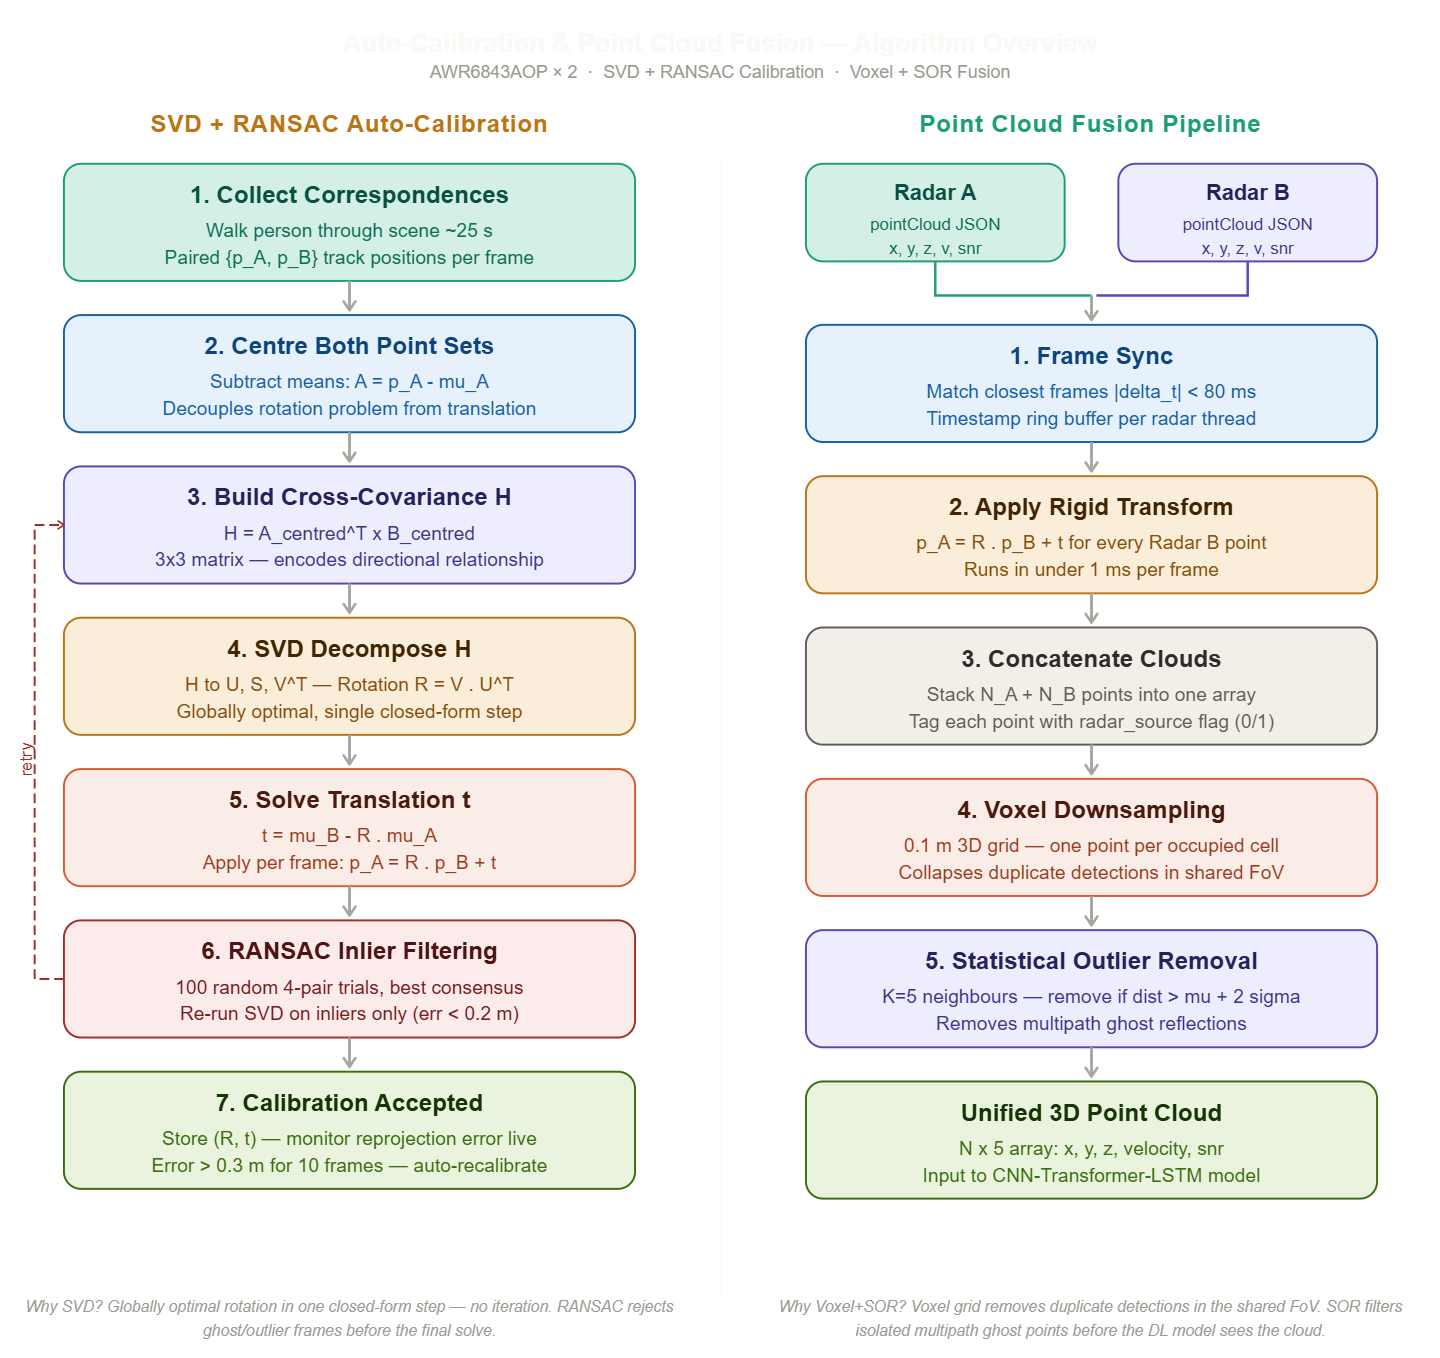 Auto-Calibration & Point Cloud Fusion — Algorithm Overview
AWR6843AOP × 2 · SVD + RANSAC Calibration · Voxel + SOR Fusion
SVD + RANSAC Auto-Calibration
1. Collect Correspondences
Walk person through scene ~25 s
Paired {p_A, p_B} track positions per frame
2. Centre Both Point Sets
Subtract means: A = p_A - mu_A
Decouples rotation problem from translation
3. Build Cross-Covariance H
H = A_centred^T x B_centred
3x3 matrix — encodes directional relationship
4. SVD Decompose H
H to U, S, V^T — Rotation R = V . U^T
Globally optimal, single closed-form step
retry
5. Solve Translation t
t = mu_B - R . mu_A
Apply per frame: p_A = R . p_B + t
6. RANSAC Inlier Filtering
100 random 4-pair trials, best consensus
Re-run SVD on inliers only (err < 0.2 m)
7. Calibration Accepted
Store (R, t) — monitor reprojection error live
Error > 0.3 m for 10 frames — auto-recalibrate
Why SVD? Globally optimal rotation in one closed-form step — no iteration. RANSAC rejects
ghost/outlier frames before the final solve.
Point Cloud Fusion Pipeline
Radar A
pointCloud JSON
x, y, z, v, snr
Radar B
pointCloud JSON
x, y, z, v, snr
1. Frame Sync
Match closest frames |delta_t| < 80 ms
Timestamp ring buffer per radar thread
2. Apply Rigid Transform
p_A = R . p_B + t for every Radar B point
Runs in under 1 ms per frame
3. Concatenate Clouds
Stack N_A + N_B points into one array
Tag each point with radar_source flag (0/1)
4. Voxel Downsampling
0.1 m 3D grid — one point per occupied cell
Collapses duplicate detections in shared FoV
5. Statistical Outlier Removal
K=5 neighbours — remove if dist > mu + 2 sigma
Removes multipath ghost reflections
Unified 3D Point Cloud
N x 5 array: x, y, z, velocity, snr
Input to CNN-Transformer-LSTM model
Why Voxel+SOR? Voxel grid removes duplicate detections in the shared FoV. SOR filters
isolated multipath ghost points before the DL model sees the cloud.